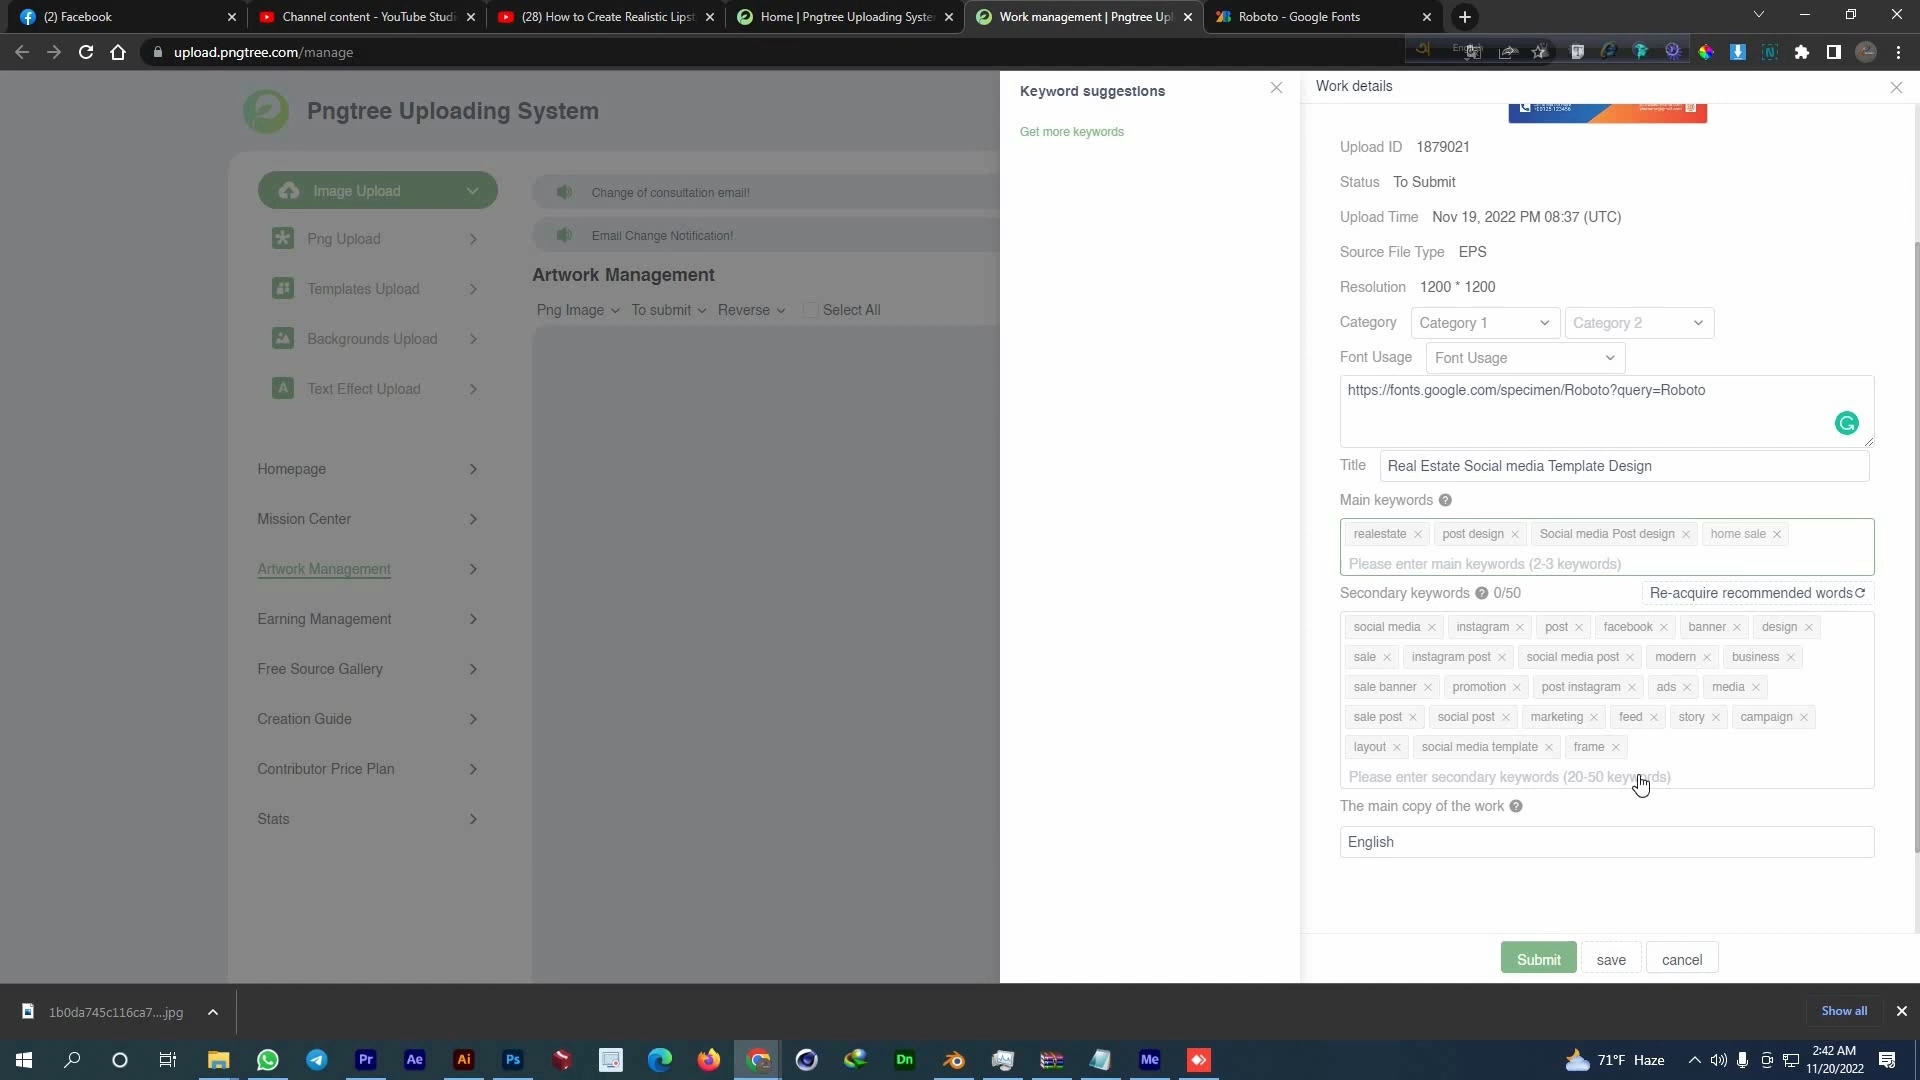 (2) Facebook
Channel content - YouTube Studi
(28) How to Create Realistic Lipst
Home | Pngtree Uploading Syste
Work management | Pngtree Upl
Roboto - Google Fonts
upload.pngtree.com/manage
Pngtree Uploading System
Image Upload
Png Upload
Templates Upload
Backgrounds Upload
Text Effect Upload
Homepage
Mission Center
Artwork Management
Earning Management
Free Source Gallery
Creation Guide
Contributor Price Plan
Stats
Change of consultation email!
Email Change Notification!
Artwork Management
Png Image To submit Reverse Select All
Keyword suggestions
Get more keywords
Work details
Upload ID 1879021
Status To Submit
Upload Time Nov 19, 2022 PM 08:37 (UTC)
Source File Type EPS
Resolution 1200 * 1200
Category Category 1 Category 2
Font Usage Font Usage
https://fonts.google.com/specimen/Roboto?query=Roboto
Title Real Estate Social media Template Design
Main keywords
realestate post design Social media Post design home sale
Please enter main keywords (2-3 keywords)
Secondary keywords 0/50 Re-acquire recommended words
social media instagram post facebook banner design
sale instagram post social media post modern business
sale banner promotion post instagram ads media
sale post social post marketing feed story campaign
layout social media template frame
Please enter secondary keywords (20-50 keywords)
The main copy of the work
English
Submit save cancel
1b0da745c116ca7....jpg
Show all
Pr Ae Ai Ps Dn Me
71°F Haze
2:42 AM
11/20/2022